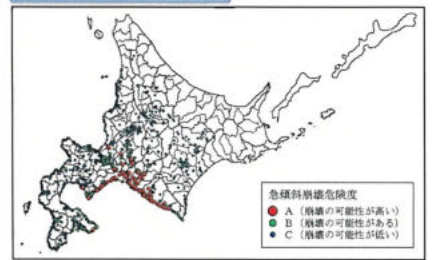 急傾斜崩壊危険度
A（崩壊の可能性が高い）
B（崩壊の可能性がある）
C（崩壊の可能性が低い）